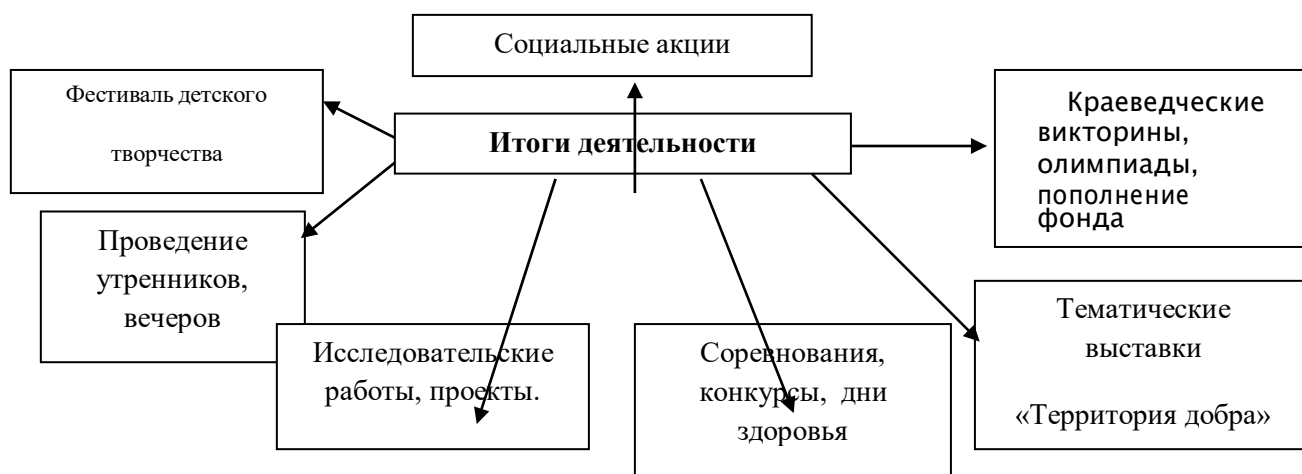 Социальные акции
Фестиваль детского
творчества
Итоги деятельности
Краеведческие
викторины,
олимпиады,
пополнение
фонда
Проведение
утренников,
вечеров
Исследовательские
работы, проекты.
Соревнования,
конкурсы, дни
здоровья
Тематические
выставки
«Территория добра»